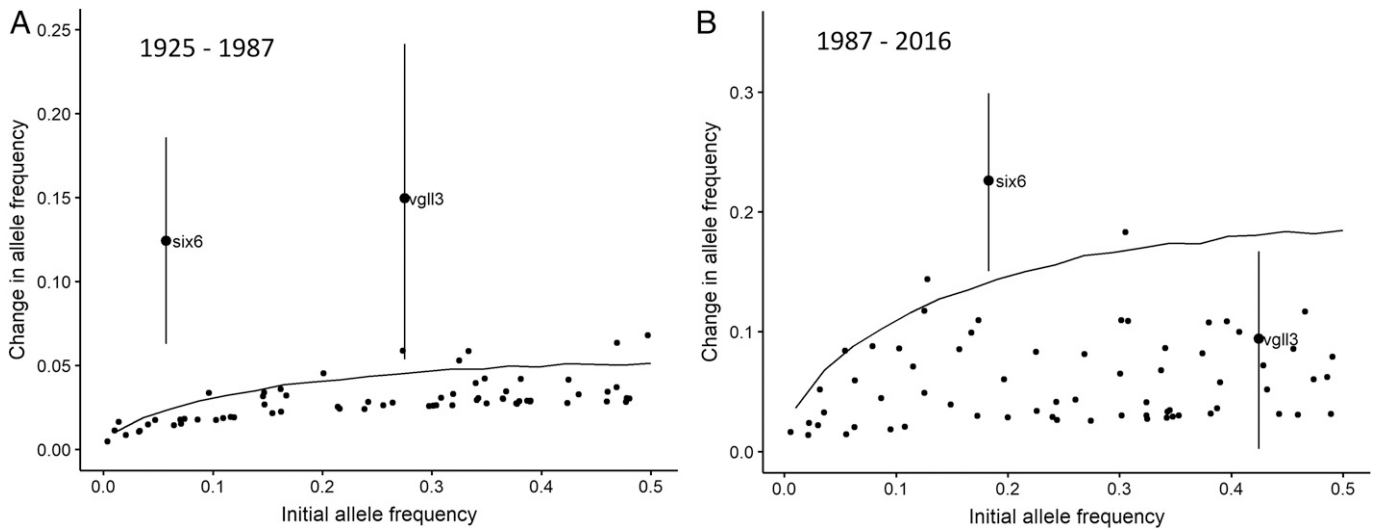 A
1925 - 1987
Change in allele frequency
0.25
0.20
0.15
0.10
0.05
0.00
six6
vgll3
0.0 0.1 0.2 0.3 0.4 0.5
Initial allele frequency
B
1987 - 2016
Change in allele frequency
0.3
0.2
0.1
0.0
six6
vgll3
0.0 0.1 0.2 0.3 0.4 0.5
Initial allele frequency